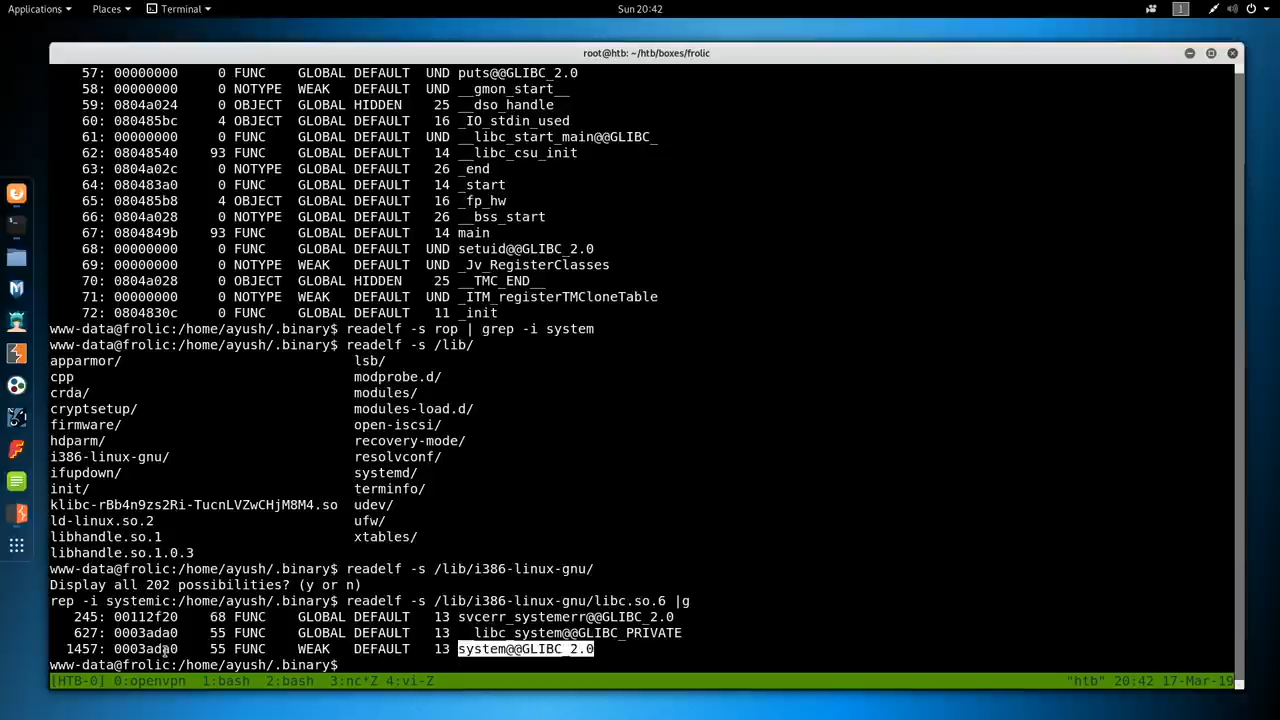 Applications Places Terminal Sun 20:42 1
root@htb: ~/htb/boxes/frolic
57: 00000000 0 FUNC GLOBAL DEFAULT UND puts@@GLIBC_2.0
58: 00000000 0 NOTYPE WEAK DEFAULT UND __gmon_start__
59: 0804a024 0 OBJECT GLOBAL HIDDEN 25 __dso_handle
60: 080485bc 4 OBJECT GLOBAL DEFAULT 16 _IO_stdin_used
61: 00000000 0 FUNC GLOBAL DEFAULT UND __libc_start_main@@GLIBC_
62: 08048540 93 FUNC GLOBAL DEFAULT 14 __libc_csu_init
63: 0804a02c 0 NOTYPE GLOBAL DEFAULT 26 _end
64: 080483a0 0 FUNC GLOBAL DEFAULT 14 _start
65: 080485b8 4 OBJECT GLOBAL DEFAULT 16 _fp_hw
66: 0804a028 0 NOTYPE GLOBAL DEFAULT 26 __bss_start
67: 0804849b 93 FUNC GLOBAL DEFAULT 14 main
68: 00000000 0 FUNC GLOBAL DEFAULT UND setuid@@GLIBC_2.0
69: 00000000 0 NOTYPE WEAK DEFAULT UND _Jv_RegisterClasses
70: 0804a028 0 OBJECT GLOBAL HIDDEN 25 __TMC_END__
71: 00000000 0 NOTYPE WEAK DEFAULT UND _ITM_registerTMCloneTable
72: 0804830c 0 FUNC GLOBAL DEFAULT 11 _init
www-data@frolic:/home/ayush/.binary$ readelf -s rop | grep -i system
www-data@frolic:/home/ayush/.binary$ readelf -s /lib/
apparmor/ lsb/
cpp modprobe.d/
crda/ modules/
cryptsetup/ modules-load.d/
firmware/ open-iscsi/
hdparm/ recovery-mode/
i386-linux-gnu/ resolvconf/
ifupdown/ systemd/
init/ terminfo/
klibc-rBb4n9zs2Ri-TucnLVZwCHjM8M4.so udev/
ld-linux.so.2 ufw/
libhandle.so.1 xtables/
libhandle.so.1.0.3
www-data@frolic:/home/ayush/.binary$ readelf -s /lib/i386-linux-gnu/
Display all 202 possibilities? (y or n)
rep -i systemic:/home/ayush/.binary$ readelf -s /lib/i386-linux-gnu/libc.so.6 |g
245: 00112f20 68 FUNC GLOBAL DEFAULT 13 svcerr_systemerr@@GLIBC_2.0
627: 0003ada0 55 FUNC GLOBAL DEFAULT 13 __libc_system@@GLIBC_PRIVATE
1457: 0003ada0 55 FUNC WEAK DEFAULT 13 system@@GLIBC_2.0
www-data@frolic:/home/ayush/.binary$
[HTB-0] 0:openvpn 1:bash 2:bash 3:nc*Z 4:vi-Z "htb" 20:42 17-Mar-19